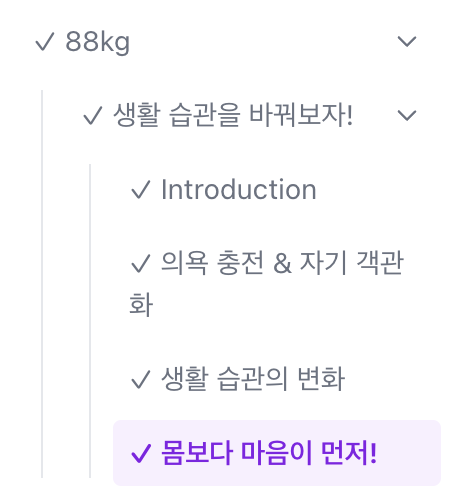 ✓ 88kg
✓ 생활 습관을 바꿔보자!
✓ Introduction
✓ 의욕 충전 & 자기 객관
화
✓ 생활 습관의 변화
✓ 몸보다 마음이 먼저!